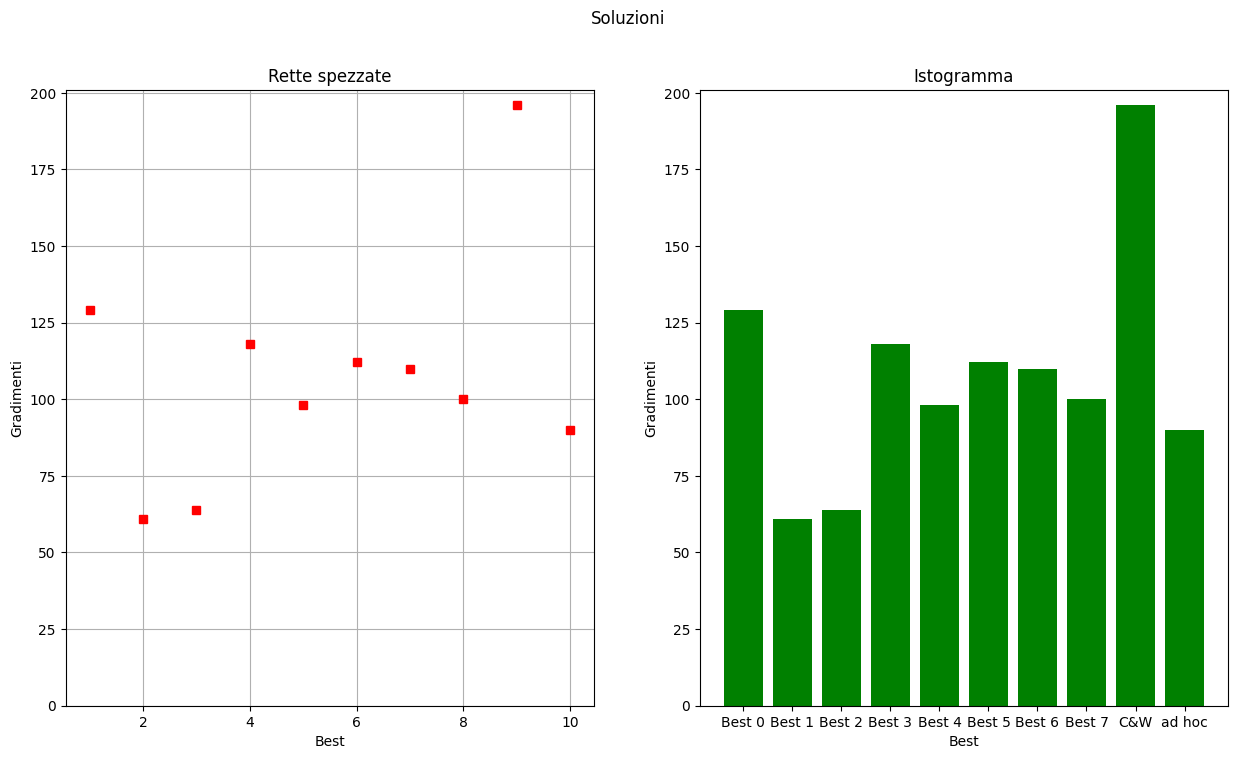 Soluzioni
Rette spezzate
200
175
150
125
100
75
50
25
0
Gradimenti
2 4 6 8 10
Best
Istogramma
200
175
150
125
100
75
50
25
0
Gradimenti
Best 0 Best 1 Best 2 Best 3 Best 4 Best 5 Best 6 Best 7 C&W ad hoc
Best